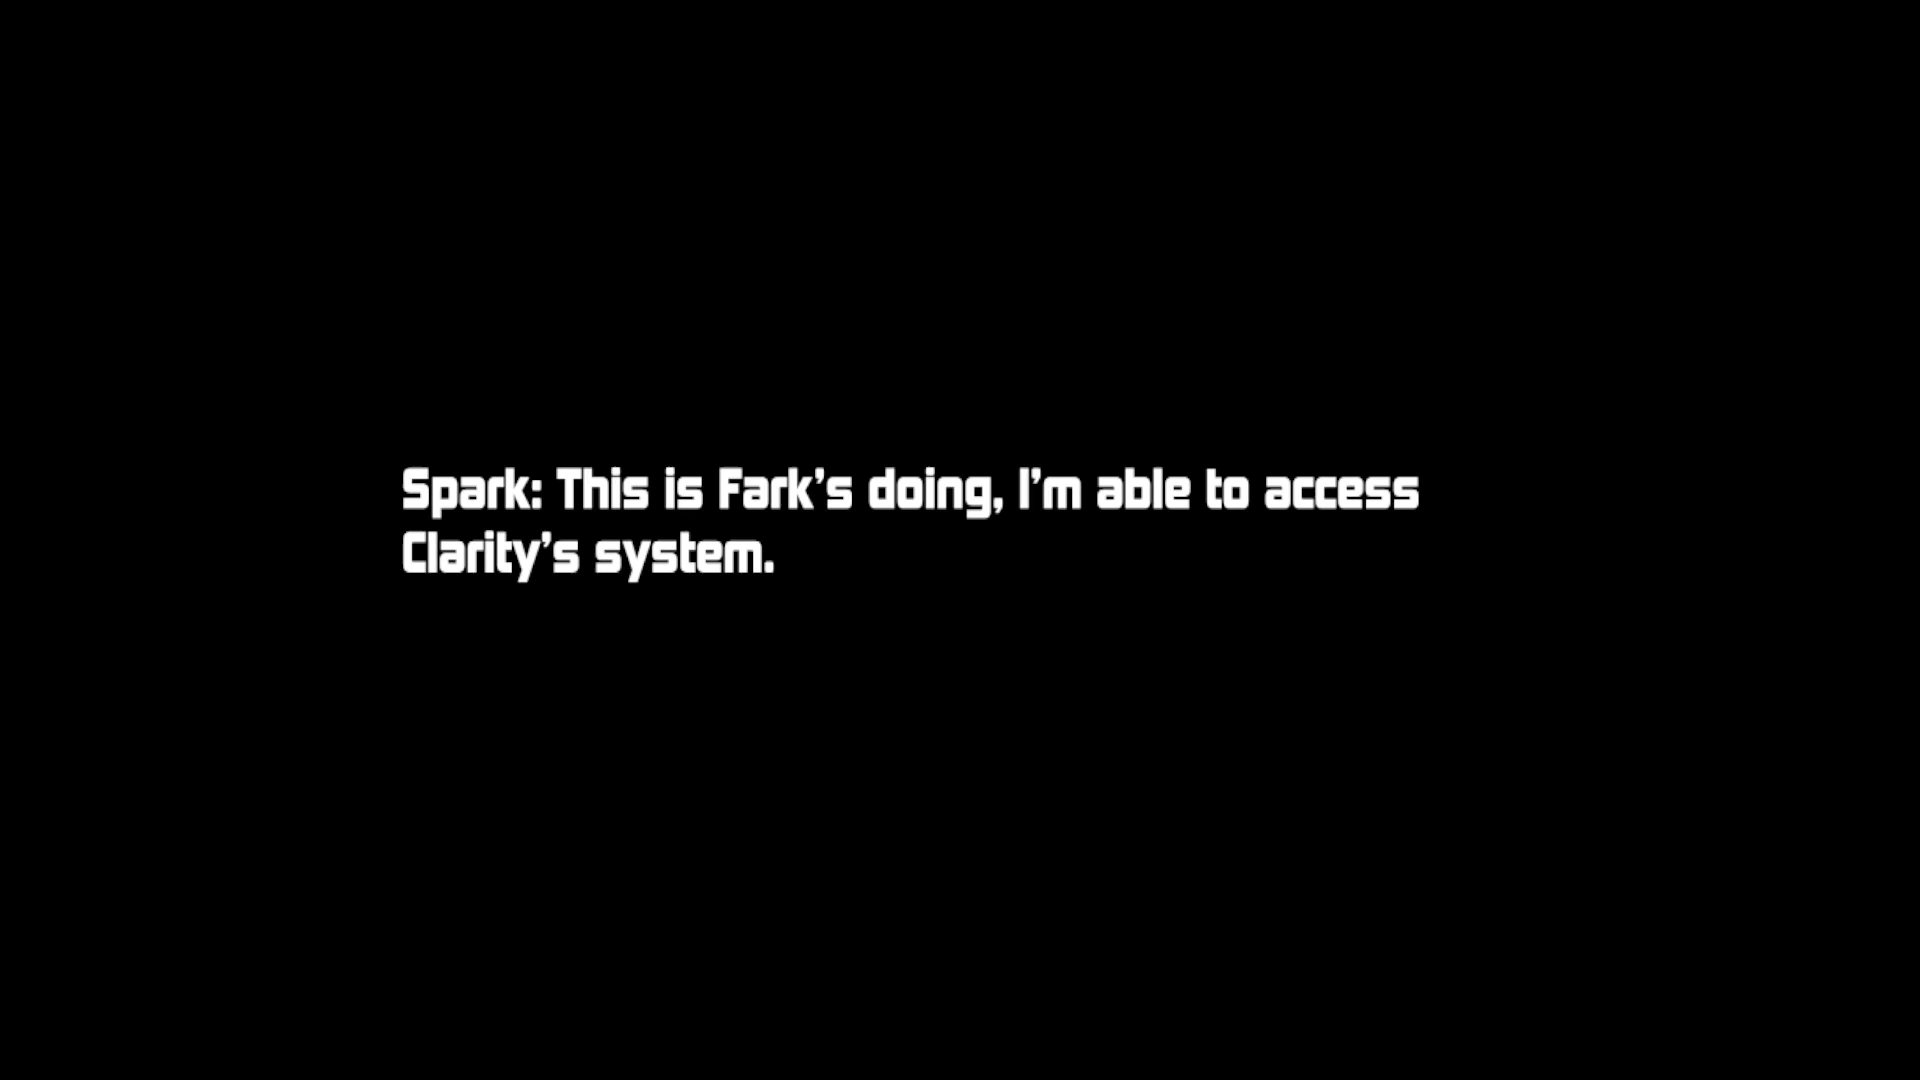 Spark: This is Fark’s doing, I’m able to access
Clarity’s system.